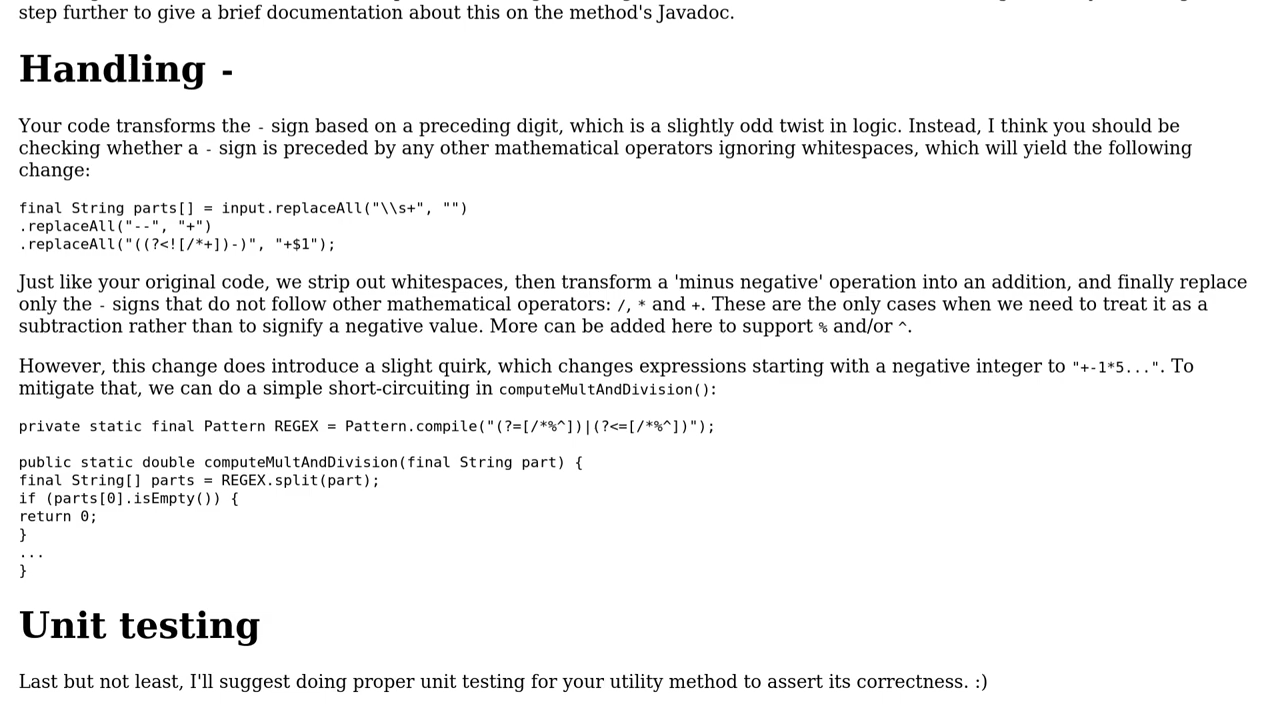 step further to give a brief documentation about this on the method's Javadoc.
Handling -
Your code transforms the - sign based on a preceding digit, which is a slightly odd twist in logic. Instead, I think you should be
checking whether a - sign is preceded by any other mathematical operators ignoring whitespaces, which will yield the following
change:
final String parts[] = input.replaceAll("\\s+", "")
.replaceAll("--", "+")
.replaceAll("((?<![/*+])-)", "+$1");
Just like your original code, we strip out whitespaces, then transform a 'minus negative' operation into an addition, and finally replace
only the - signs that do not follow other mathematical operators: /, * and +. These are the only cases when we need to treat it as a
subtraction rather than to signify a negative value. More can be added here to support % and/or ^.
However, this change does introduce a slight quirk, which changes expressions starting with a negative integer to "+-1*5...". To
mitigate that, we can do a simple short-circuiting in computeMultAndDivision():
private static final Pattern REGEX = Pattern.compile("(?=[/*%^])|(?<=[/*%^])");
public static double computeMultAndDivision(final String part) {
final String[] parts = REGEX.split(part);
if (parts[0].isEmpty()) {
return 0;
}
...
}
Unit testing
Last but not least, I'll suggest doing proper unit testing for your utility method to assert its correctness. :)